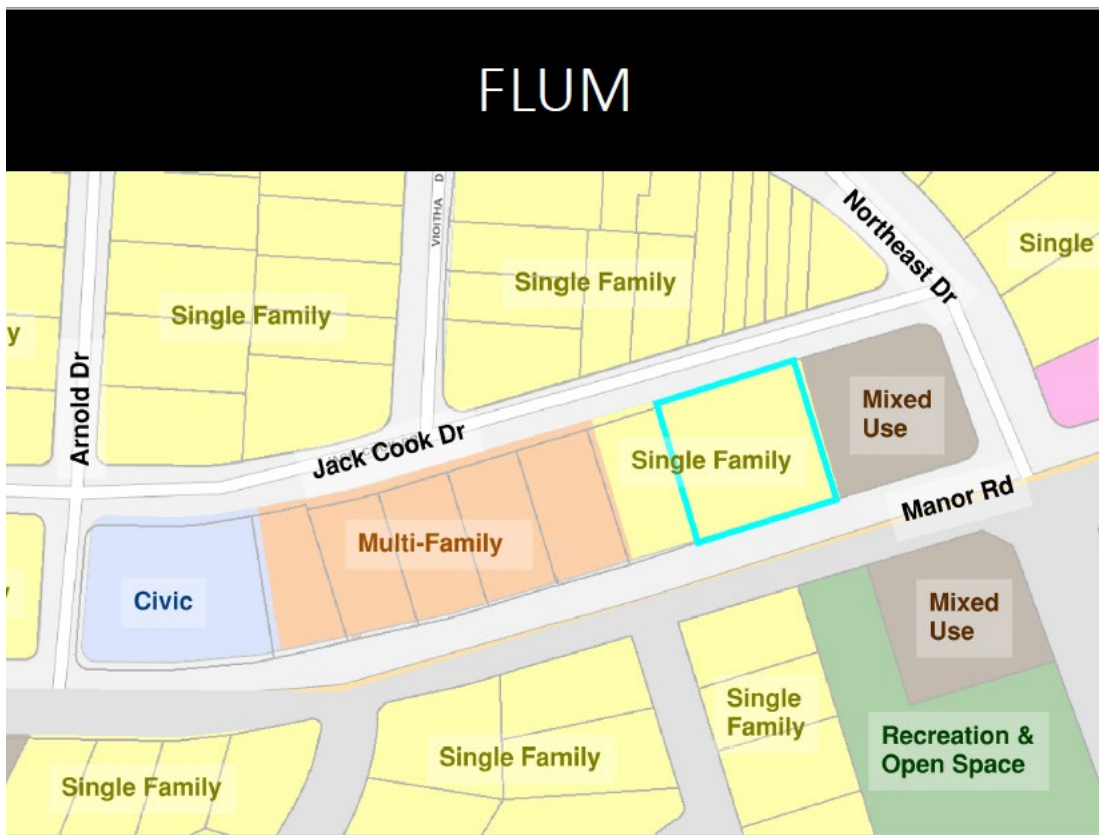 FLUM
VIOITHA D
Northeast Dr
Single
Single Family
Single Family
y
Arnold Dr
Mixed
Use
Jack Cook Dr
Single Family
Manor Rd
Multi-Family
Civic
Mixed
Use
Single
Family
Recreation &
Open Space
Single Family
Single Family